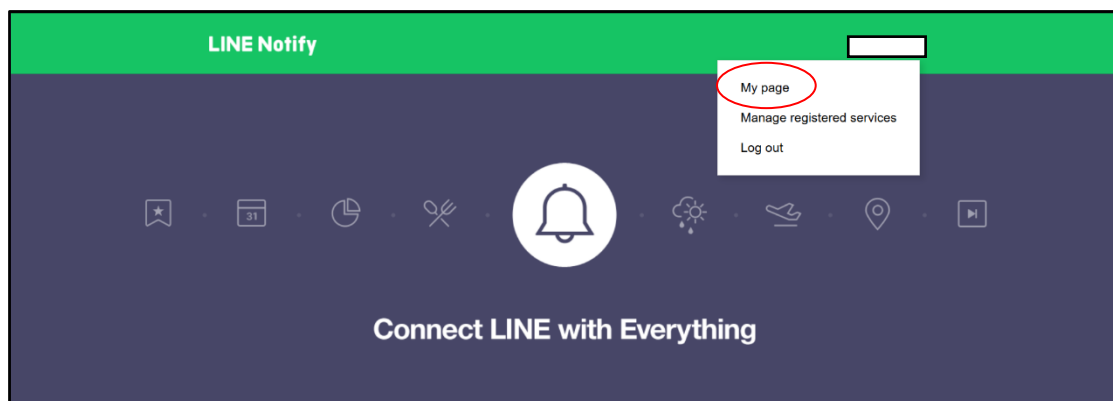 LINE Notify
My page
Manage registered services
Log out
31
Connect LINE with Everything